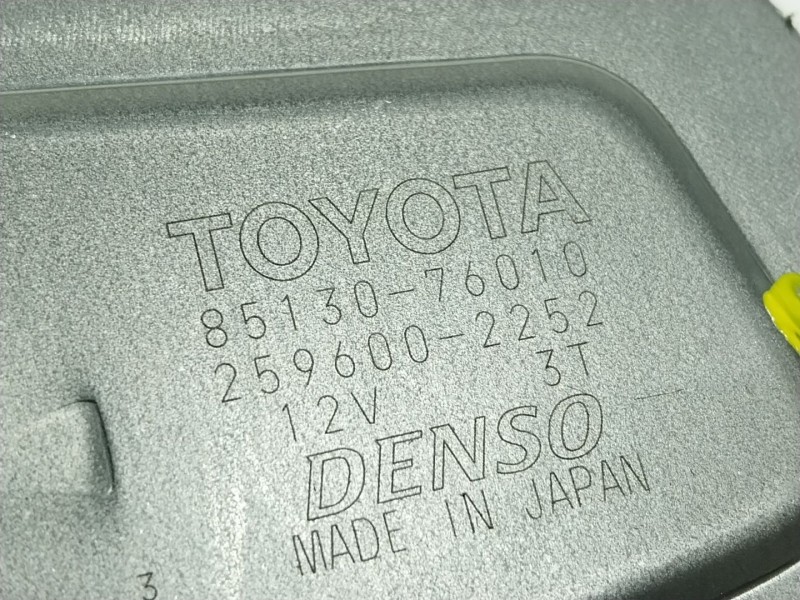 TOYOTA
85130-76010
259600-2252
12V 3T
DENSO
MADE IN JAPAN
3